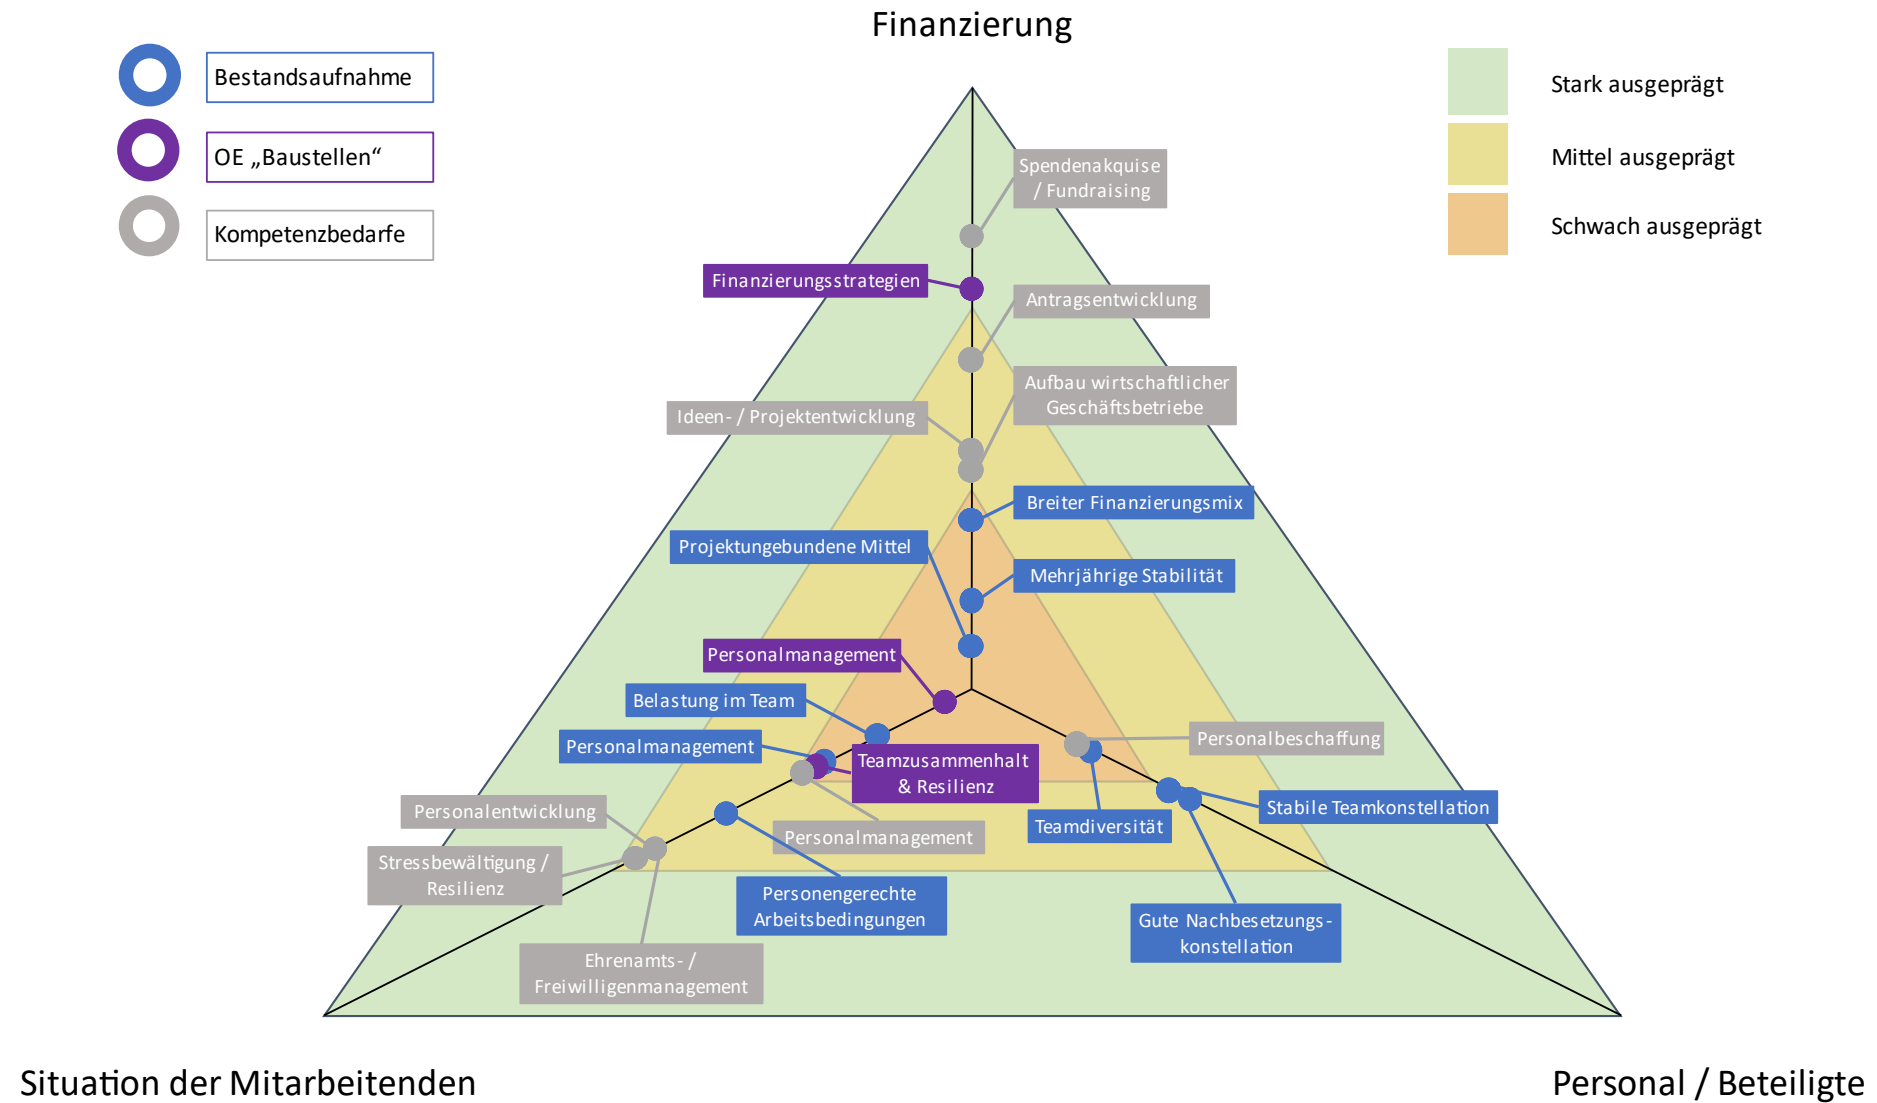 Finanzierung
Bestandsaufnahme
OE „Baustellen“
Kompetenzbedarfe
Stark ausgeprägt
Mittel ausgeprägt
Schwach ausgeprägt
Spendenakquise
/ Fundraising
Finanzierungsstrategien
Antragsentwicklung
Aufbau wirtschaftlicher
Geschäftsbetriebe
Ideen- / Projektentwicklung
Breiter Finanzierungsmix
Projektungebundene Mittel
Mehrjährige Stabilität
Personalmanagement
Belastung im Team
Personalmanagement
Teamzusammenhalt
& Resilienz
Personalbeschaffung
Stabile Teamkonstellation
Teamdiversität
Personalmanagement
Personalentwicklung
Stressbewältigung /
Resilienz
Personengerechte
Arbeitsbedingungen
Gute Nachbesetzungs-
konstellation
Ehrenamts- /
Freiwilligenmanagement
Situation der Mitarbeitenden
Personal / Beteiligte